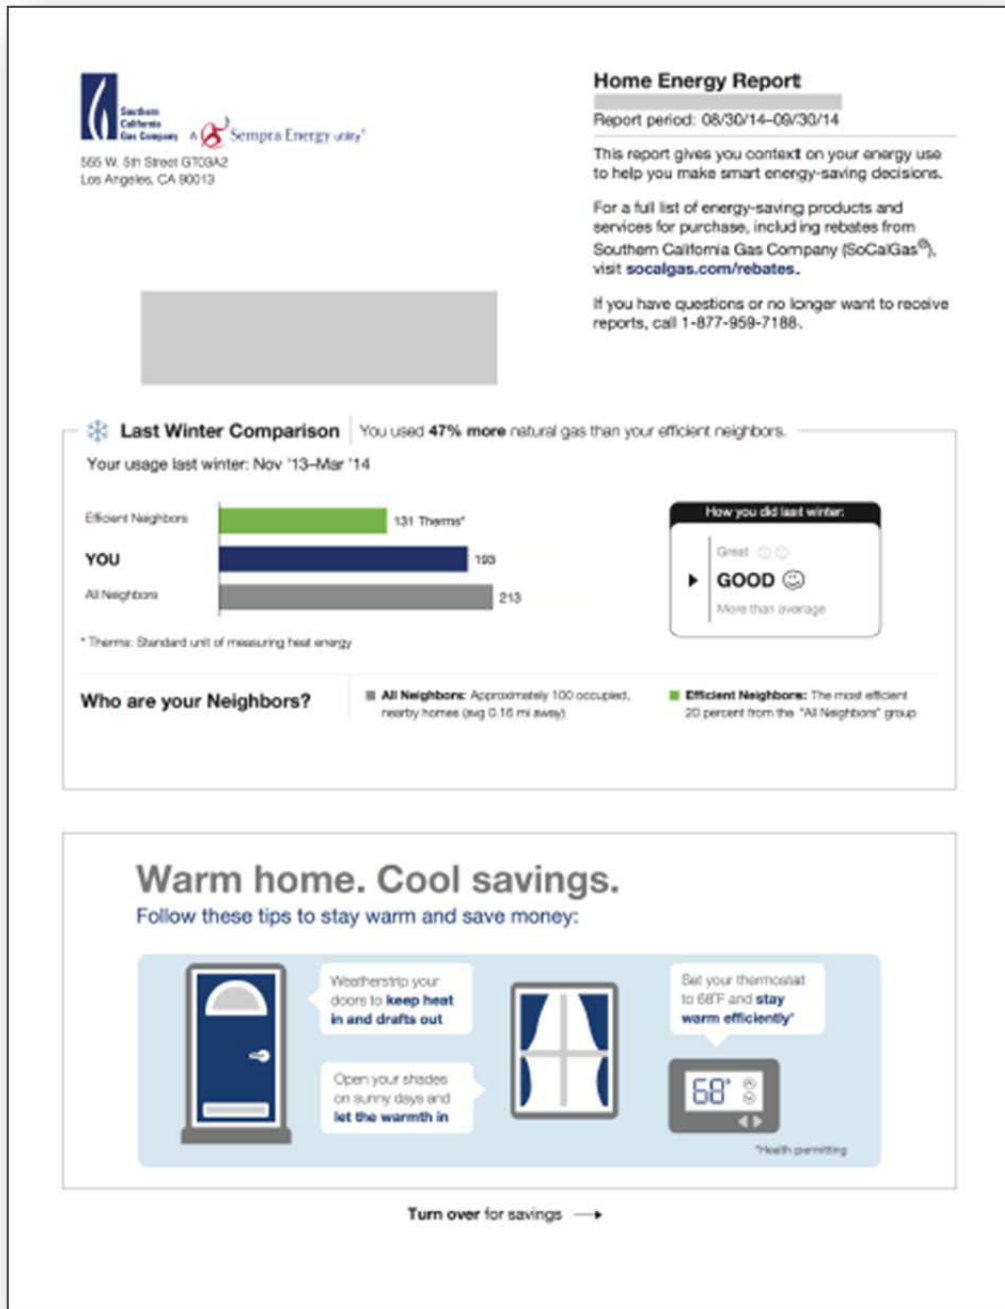 Southern
California
Gas Company
A Sempra Energy utility®
555 W. 5th Street GT03A2
Los Angeles, CA 90013
Home Energy Report
Report period: 08/30/14–09/30/14
This report gives you context on your energy use
to help you make smart energy-saving decisions.
For a full list of energy-saving products and
services for purchase, including rebates from
Southern California Gas Company (SoCalGas®),
visit socalgas.com/rebates.
If you have questions or no longer want to receive
reports, call 1-877-959-7188.
Last Winter Comparison | You used 47% more natural gas than your efficient neighbors.
Your usage last winter: Nov '13–Mar '14
Efficient Neighbors 131 Therms*
YOU 193
All Neighbors 213
* Therms: Standard unit of measuring heat energy
How you did last winter:
Great
GOOD
More than average
Who are your Neighbors?
All Neighbors: Approximately 100 occupied,
nearby homes (avg 0.16 mi away)
Efficient Neighbors: The most efficient
20 percent from the "All Neighbors" group
Warm home. Cool savings.
Follow these tips to stay warm and save money:
Weatherstrip your
doors to keep heat
in and drafts out
Open your shades
on sunny days and
let the warmth in
Set your thermostat
to 68°F and stay
warm efficiently*
68°
*Health permitting
Turn over for savings →